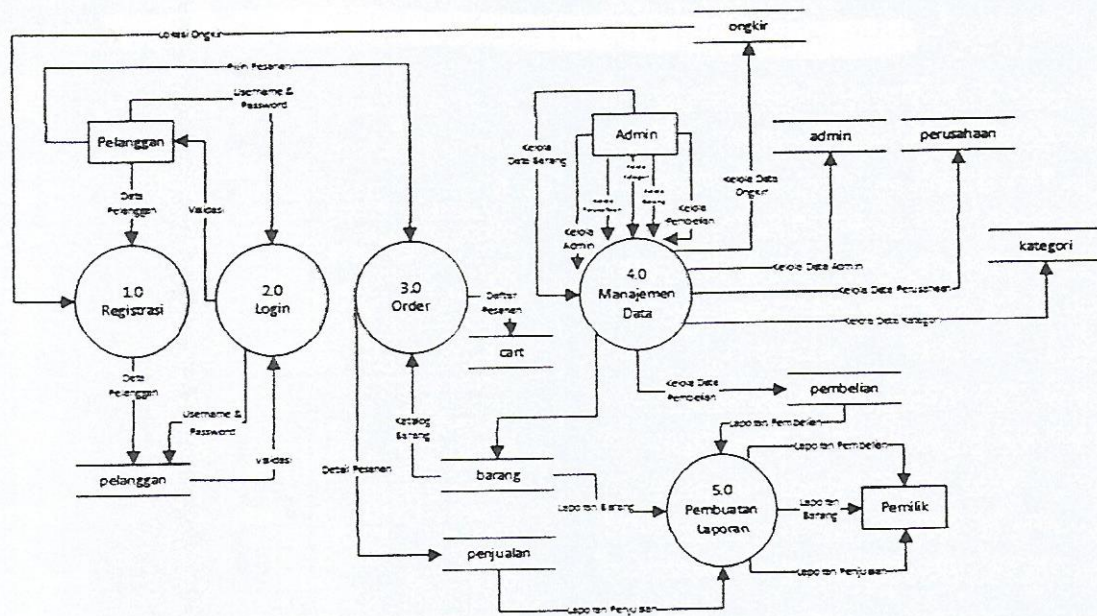 ongkir
Lokasi Ongkir
Pilih Pesanan
Username &
Password
Pelanggan
Admin
admin
perusahaan
Kelola
Data Barang
Kelola
Data
Ongkir
Data
Pelanggan
Validasi
Kelola
Admin
Kelola
Pembelian
kategori
1.0
Registrasi
2.0
Login
3.0
Order
4.0
Manajemen
Data
Kelola Data Admin
Kelola Data Perusahaan
Kelola Data Kategori
Daftar
Pesanan
cart
Data
Pelanggan
Username &
Password
Validasi
Katalog
Barang
Kelola Data
Pembelian
pembelian
Laporan Pembelian
Laporan Pembelian
pelanggan
Detail Pesanan
barang
Laporan Barang
5.0
Pembuatan
Laporan
Laporan
Barang
Pemilik
penjualan
Laporan Penjualan
Laporan Penjualan